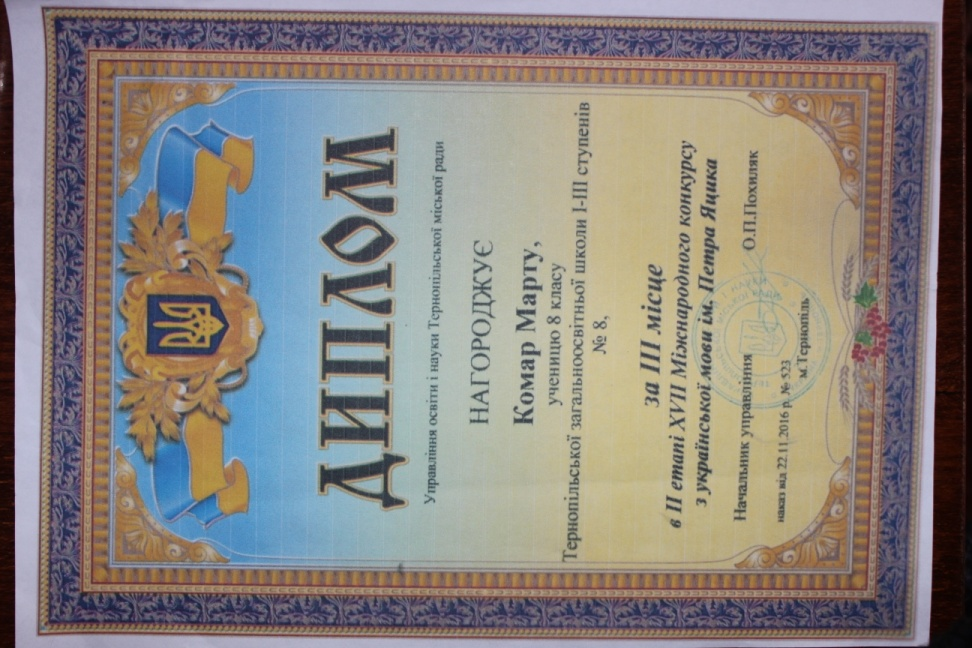 ДИПЛОМ
Управління освіти і науки Тернопільської міської ради
НАГОРОДЖУЄ
Комар Марту,
ученицю 8 класу
Тернопільської загальноосвітньої школи І-ІІІ ступенів
№ 8,
за ІІІ місце
в ІІ етапі XVII Міжнародного конкурсу
з української мови ім. Петра Яцика
Начальник управління О.П.Похиляк
наказ від 22.11.2016 р. № 523 м.Тернопіль